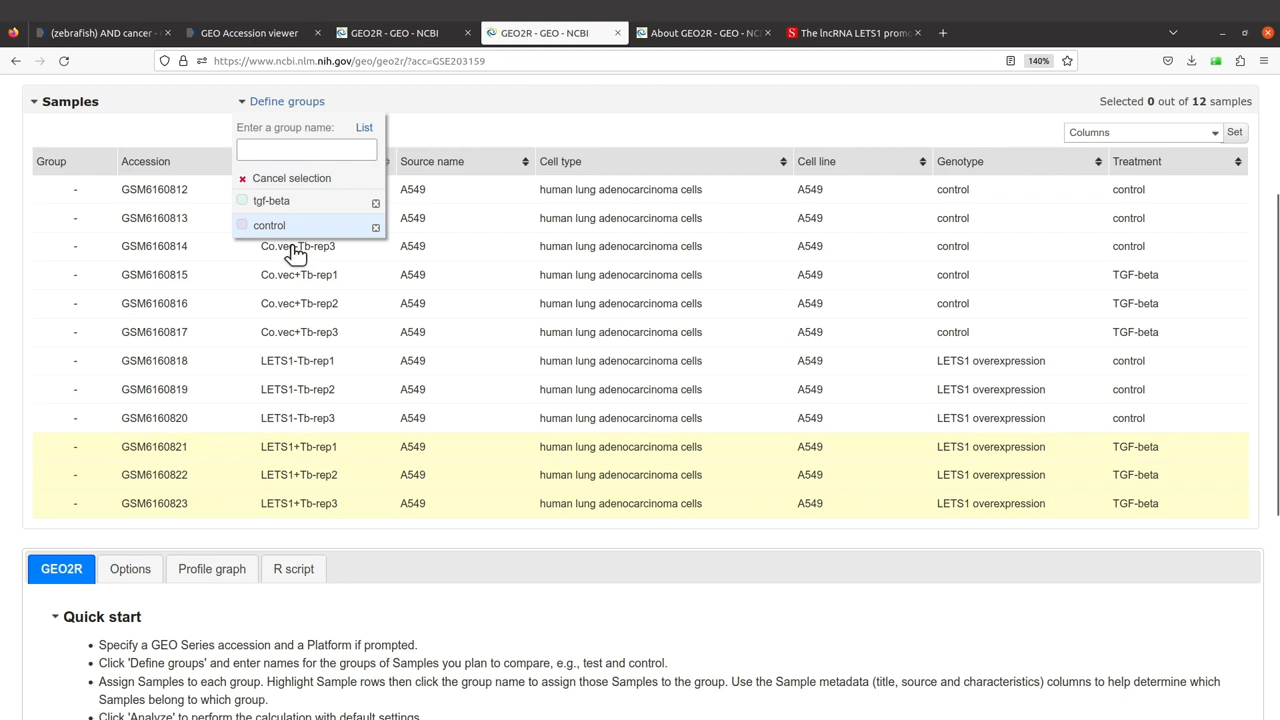 (zebrafish) AND cancer - GEO Accession viewer GEO2R - GEO - NCBI GEO2R - GEO - NCBI About GEO2R - GEO - NCBI The lncRNA LETS1 promo
https://www.ncbi.nlm.nih.gov/geo/geo2r/?acc=GSE203159 140%
Samples Define groups Selected 0 out of 12 samples
Enter a group name: List
Columns Set
Group Accession Source name Cell type Cell line Genotype Treatment
Cancel selection
- GSM6160812 A549 human lung adenocarcinoma cells A549 control control
tgf-beta
- GSM6160813 A549 human lung adenocarcinoma cells A549 control control
control
- GSM6160814 Co.vec-Tb-rep3 A549 human lung adenocarcinoma cells A549 control control
- GSM6160815 Co.vec+Tb-rep1 A549 human lung adenocarcinoma cells A549 control TGF-beta
- GSM6160816 Co.vec+Tb-rep2 A549 human lung adenocarcinoma cells A549 control TGF-beta
- GSM6160817 Co.vec+Tb-rep3 A549 human lung adenocarcinoma cells A549 control TGF-beta
- GSM6160818 LETS1-Tb-rep1 A549 human lung adenocarcinoma cells A549 LETS1 overexpression control
- GSM6160819 LETS1-Tb-rep2 A549 human lung adenocarcinoma cells A549 LETS1 overexpression control
- GSM6160820 LETS1-Tb-rep3 A549 human lung adenocarcinoma cells A549 LETS1 overexpression control
- GSM6160821 LETS1+Tb-rep1 A549 human lung adenocarcinoma cells A549 LETS1 overexpression TGF-beta
- GSM6160822 LETS1+Tb-rep2 A549 human lung adenocarcinoma cells A549 LETS1 overexpression TGF-beta
- GSM6160823 LETS1+Tb-rep3 A549 human lung adenocarcinoma cells A549 LETS1 overexpression TGF-beta
GEO2R Options Profile graph R script
Quick start
• Specify a GEO Series accession and a Platform if prompted.
• Click 'Define groups' and enter names for the groups of Samples you plan to compare, e.g., test and control.
• Assign Samples to each group. Highlight Sample rows then click the group name to assign those Samples to the group. Use the Sample metadata (title, source and characteristics) columns to help determine which
Samples belong to which group.
• Click 'Analyze' to perform the calculation with default settings.